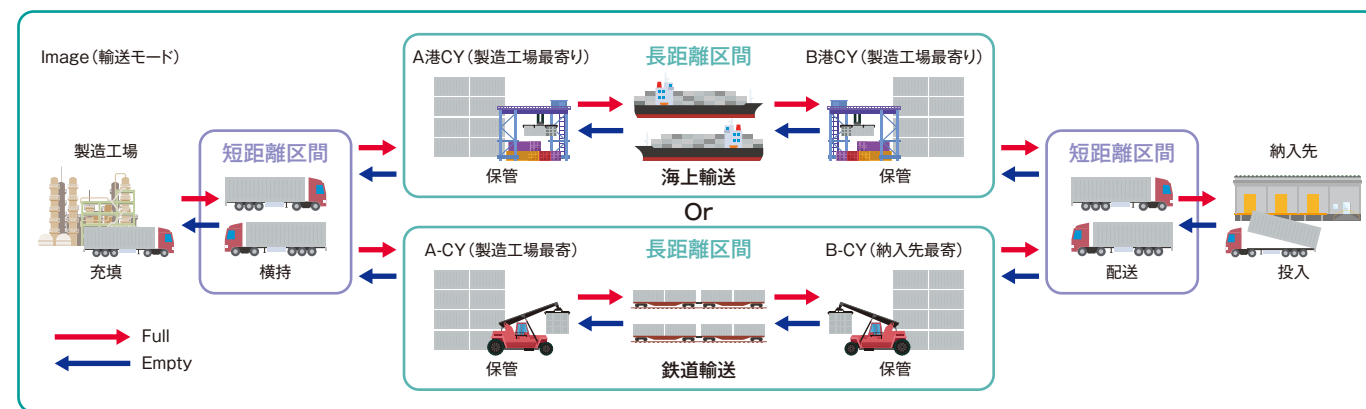 Image（輸送モード）
製造工場
充填
短距離区間
横持
A港CY（製造工場最寄り）
長距離区間
B港CY（製造工場最寄り）
保管
海上輸送
保管
Or
A-CY（製造工場最寄）
長距離区間
B-CY（納入先最寄）
保管
鉄道輸送
保管
短距離区間
配送
納入先
投入
Full
Empty